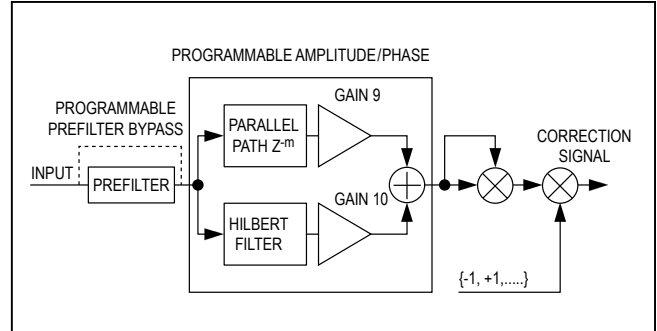 PROGRAMMABLE AMPLITUDE/PHASE
GAIN 9
PROGRAMMABLE
PREFILTER BYPASS
PARALLEL
PATH Z-m
CORRECTION
SIGNAL
INPUT
PREFILTER
GAIN 10
HILBERT
FILTER
{-1, +1,.....}